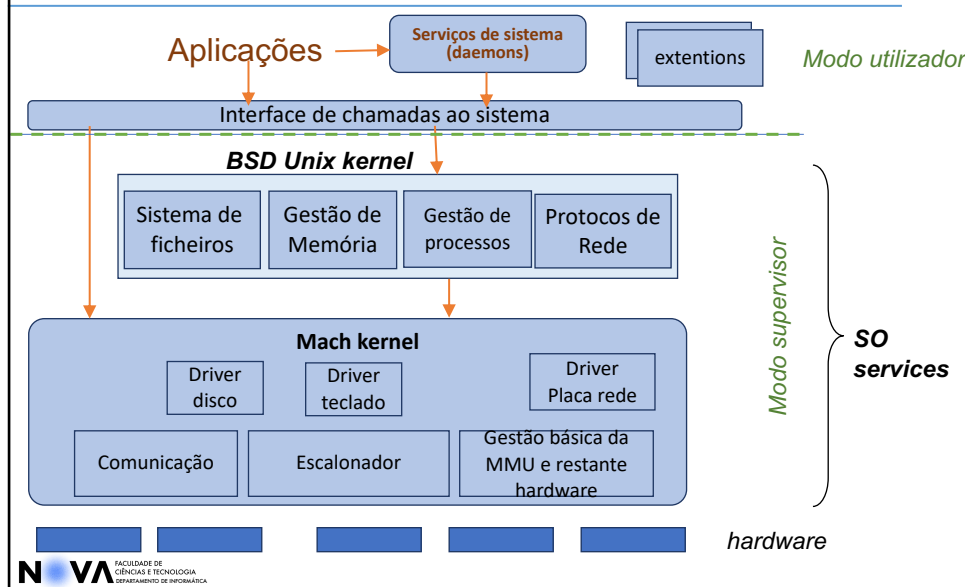 Aplicações
Serviços de sistema
(daemons)
extentions
Modo utilizador
Interface de chamadas ao sistema
BSD Unix kernel
Sistema de
ficheiros
Gestão de
Memória
Gestão de
processos
Protocos de
Rede
Modo supervisor
SO
services
Mach kernel
Driver
disco
Driver
teclado
Driver
Placa rede
Comunicação
Escalonador
Gestão básica da
MMU e restante
hardware
hardware
NOVA
FACULDADE DE
CIÊNCIAS E TECNOLOGIA
DEPARTAMENTO DE INFORMÁTICA